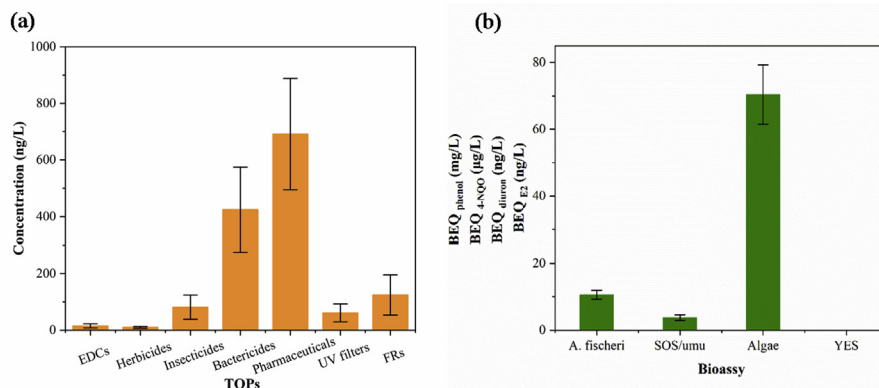 (a)
1000
800
600
400
200
0
Concentration (ng/L)
EDCs
Herbicides
Insecticides
Bactericides
Pharmaceuticals
UV filters
FRs
TOPs
(b)
80
60
40
20
0
BEQ phenol (mg/L)
BEQ 4-NQO (µg/L)
BEQ diuron (ng/L)
BEQ E2 (ng/L)
A. fischeri
SOS/umu
Algae
YES
Bioassy